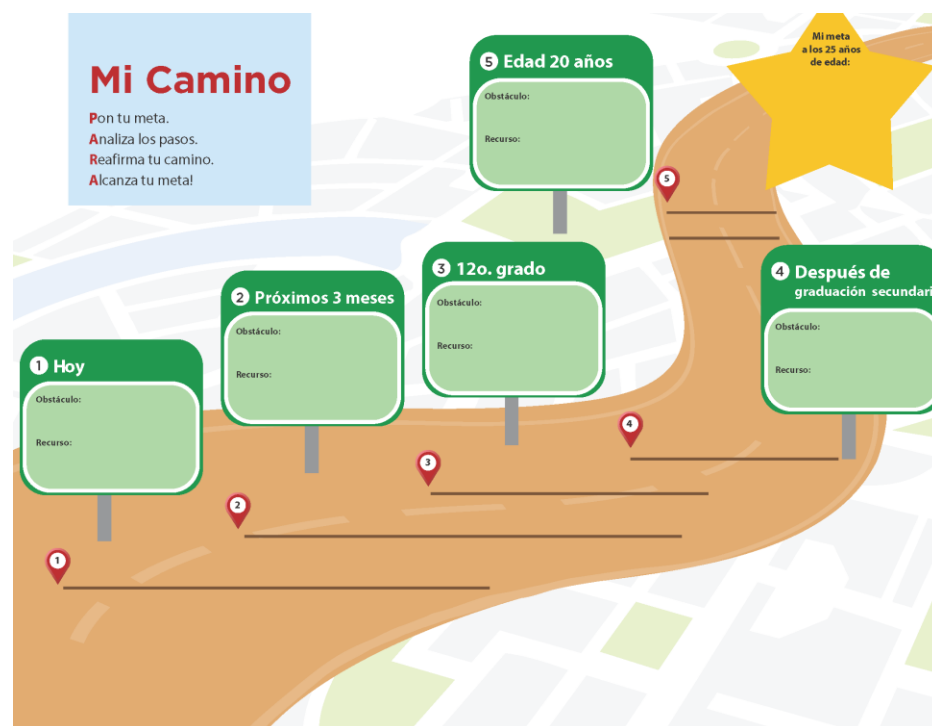 Mi Camino
Pon tu meta.
Analiza los pasos.
Reafirma tu camino.
Alcanza tu meta!
Mi meta
a los 25 años
de edad:
5 Edad 20 años
Obstáculo:
Recurso:
5
3 12o. grado
Obstáculo:
Recurso:
4 Después de
graduación secundari
Obstáculo:
Recurso:
2 Próximos 3 meses
Obstáculo:
Recurso:
1 Hoy
Obstáculo:
Recurso:
4
3
2
1